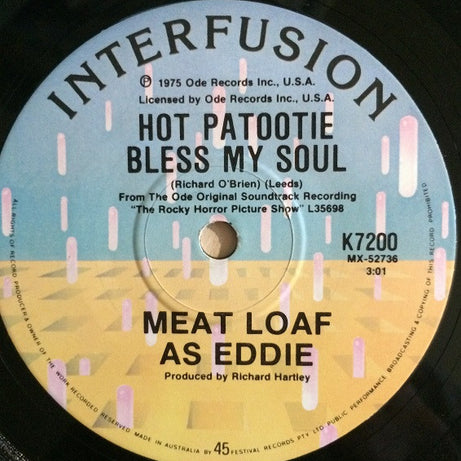 INTERFUSION
℗ 1975 Ode Records Inc., U.S.A.
Licensed by Ode Records Inc., U.S.A.
HOT PATOOTIE
BLESS MY SOUL
(Richard O'Brien) (Leeds)
From The Ode Original Soundtrack Recording
"The Rocky Horror Picture Show" L35698
K7200
MX-52736
3:01
MEAT LOAF
AS EDDIE
Produced by Richard Hartley
ALL RIGHTS OF RECORD PRODUCER & OWNER OF THE WORK RECORDED RESERVED MADE IN AUSTRALIA BY 45 FESTIVAL RECORDS PTY LTD PUBLIC PERFORMANCE BROADCASTING & COPYING OF THIS RECORD PROHIBITED